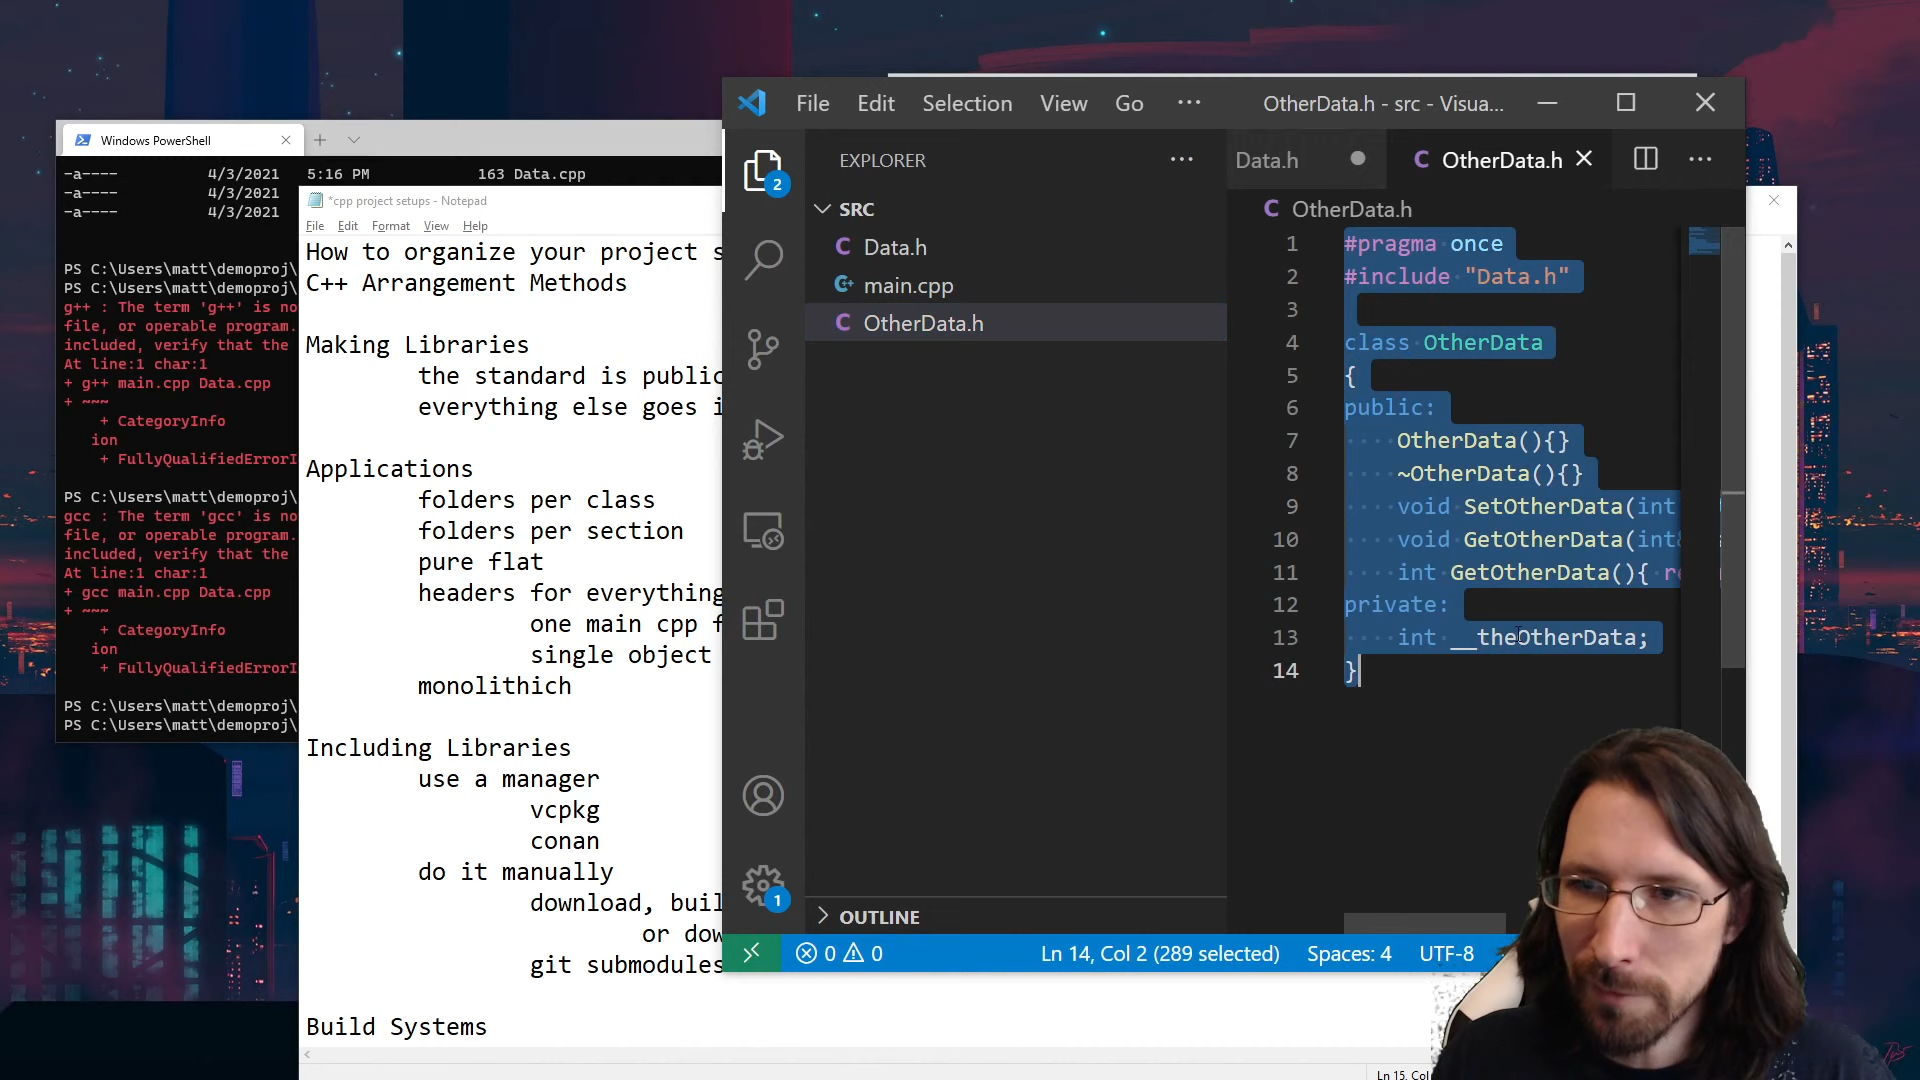 Windows PowerShell
-a---- 4/3/2021 5:16 PM 163 Data.cpp
-a---- 4/3/2021
-a---- 4/3/2021
PS C:\Users\matt\demoproj\
PS C:\Users\matt\demoproj\
g++ : The term 'g++' is no
file, or operable program.
included, verify that the
At line:1 char:1
+ g++ main.cpp Data.cpp
+ ~~~
+ CategoryInfo
ion
+ FullyQualifiedErrorI
PS C:\Users\matt\demoproj\
gcc : The term 'gcc' is no
file, or operable program.
included, verify that the
At line:1 char:1
+ gcc main.cpp Data.cpp
+ ~~~
+ CategoryInfo
ion
+ FullyQualifiedErrorI
PS C:\Users\matt\demoproj\
PS C:\Users\matt\demoproj\
*cpp project setups - Notepad
File Edit Format View Help
How to organize your project s
C++ Arrangement Methods
Making Libraries
the standard is public
everything else goes i
Applications
folders per class
folders per section
pure flat
headers for everything
one main cpp f
single object
monolithich
Including Libraries
use a manager
vcpkg
conan
do it manually
download, buil
or dow
git submodules
Build Systems
Ln 15, Col
File Edit Selection View Go ··· OtherData.h - src - Visua...
EXPLORER
2
SRC
Data.h
main.cpp
OtherData.h
OUTLINE
1
Data.h OtherData.h
OtherData.h
1 #pragma once
2 #include "Data.h"
3
4 class OtherData
5 {
6 public:
7 OtherData(){}
8 ~OtherData(){}
9 void SetOtherData(int
10 void GetOtherData(int&
11 int GetOtherData(){ re
12 private:
13 int __theOtherData;
14 }
0 0 Ln 14, Col 2 (289 selected) Spaces: 4 UTF-8